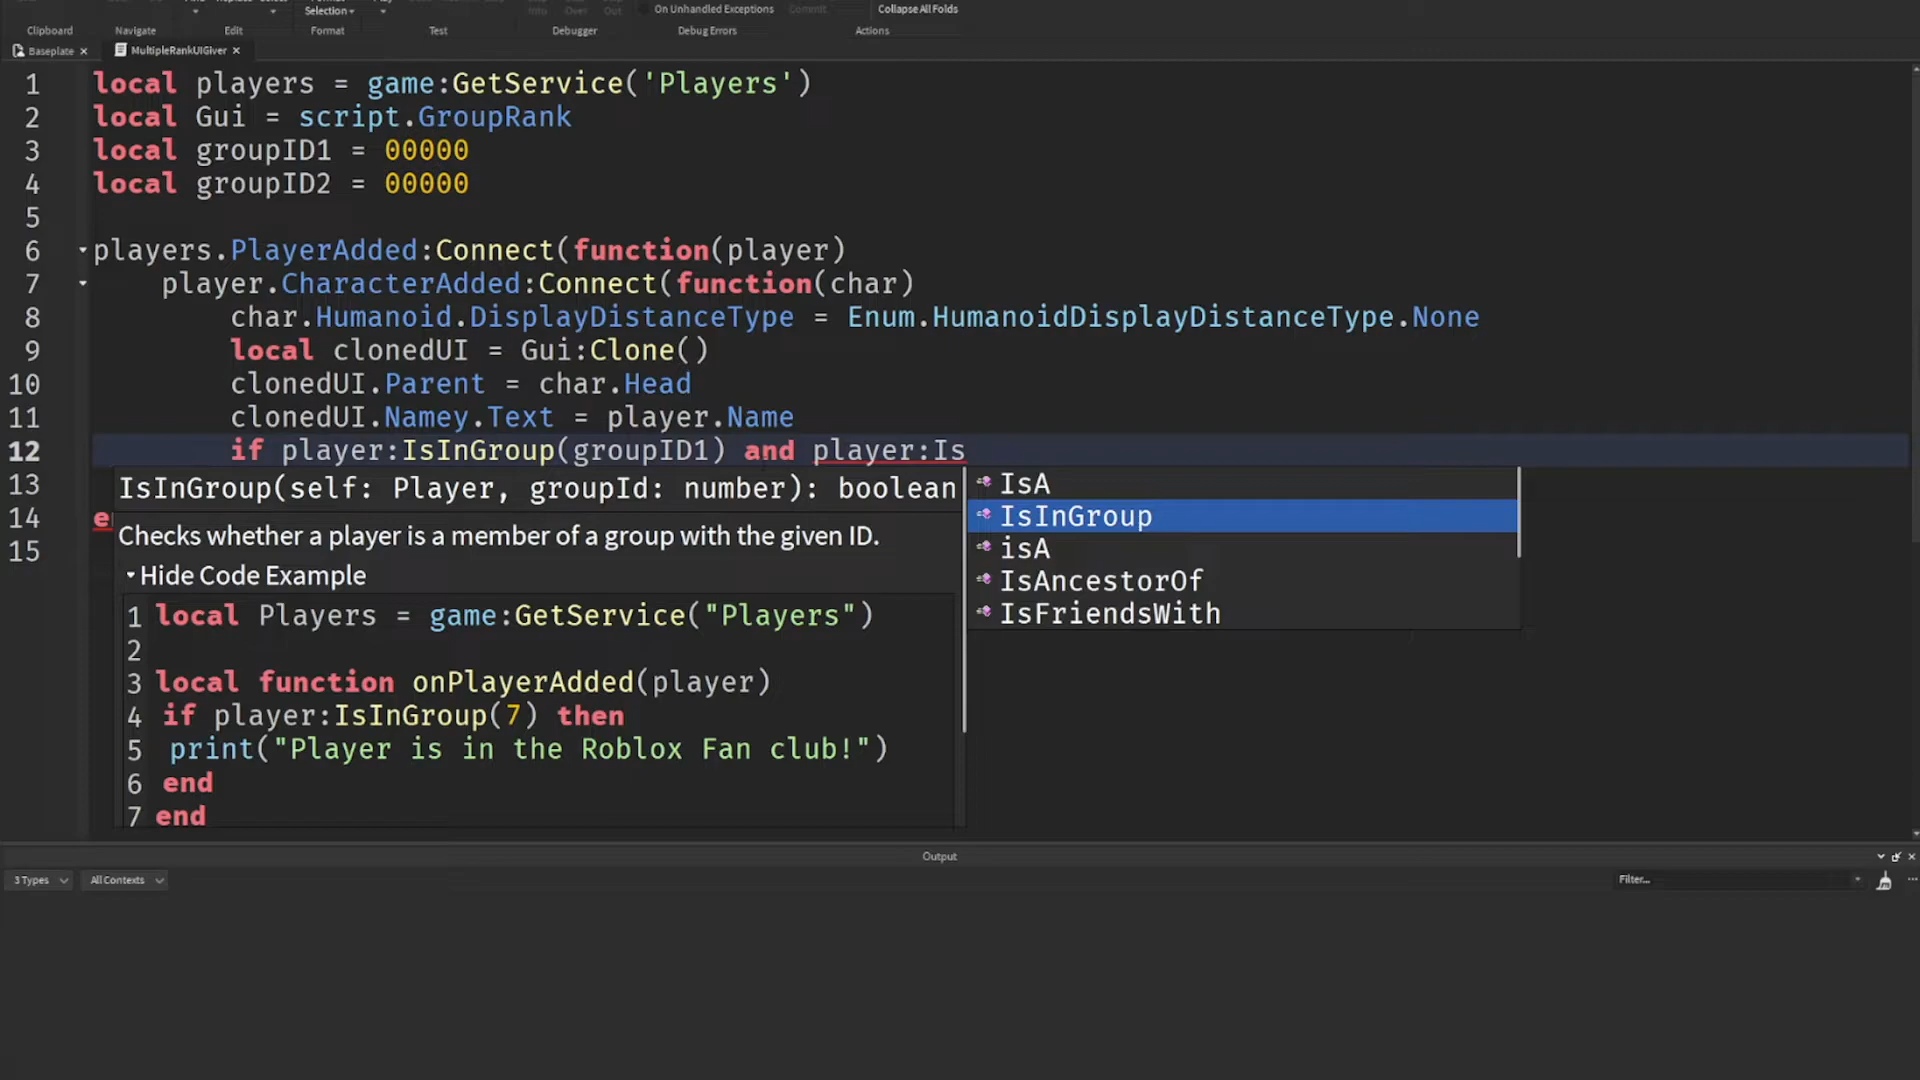 Selection
On Unhandled Exceptions
Commit
Collapse All Folds
Clipboard
Navigate
Edit
Format
Test
Debugger
Debug Errors
Actions
Baseplate ×
MultipleRankUIGiver ×
1 local players = game:GetService('Players')
2 local Gui = script.GroupRank
3 local groupID1 = 00000
4 local groupID2 = 00000
5
6 players.PlayerAdded:Connect(function(player)
7 player.CharacterAdded:Connect(function(char)
8 char.Humanoid.DisplayDistanceType = Enum.HumanoidDisplayDistanceType.None
9 local clonedUI = Gui:Clone()
10 clonedUI.Parent = char.Head
11 clonedUI.Namey.Text = player.Name
12 if player:IsInGroup(groupID1) and player:Is
13
14 e
15
IsInGroup(self: Player, groupId: number): boolean
Checks whether a player is a member of a group with the given ID.
Hide Code Example
1 local Players = game:GetService("Players")
2
3 local function onPlayerAdded(player)
4 if player:IsInGroup(7) then
5 print("Player is in the Roblox Fan club!")
6 end
7 end
IsA
IsInGroup
isA
IsAncestorOf
IsFriendsWith
Output
3 Types
All Contexts
Filter...